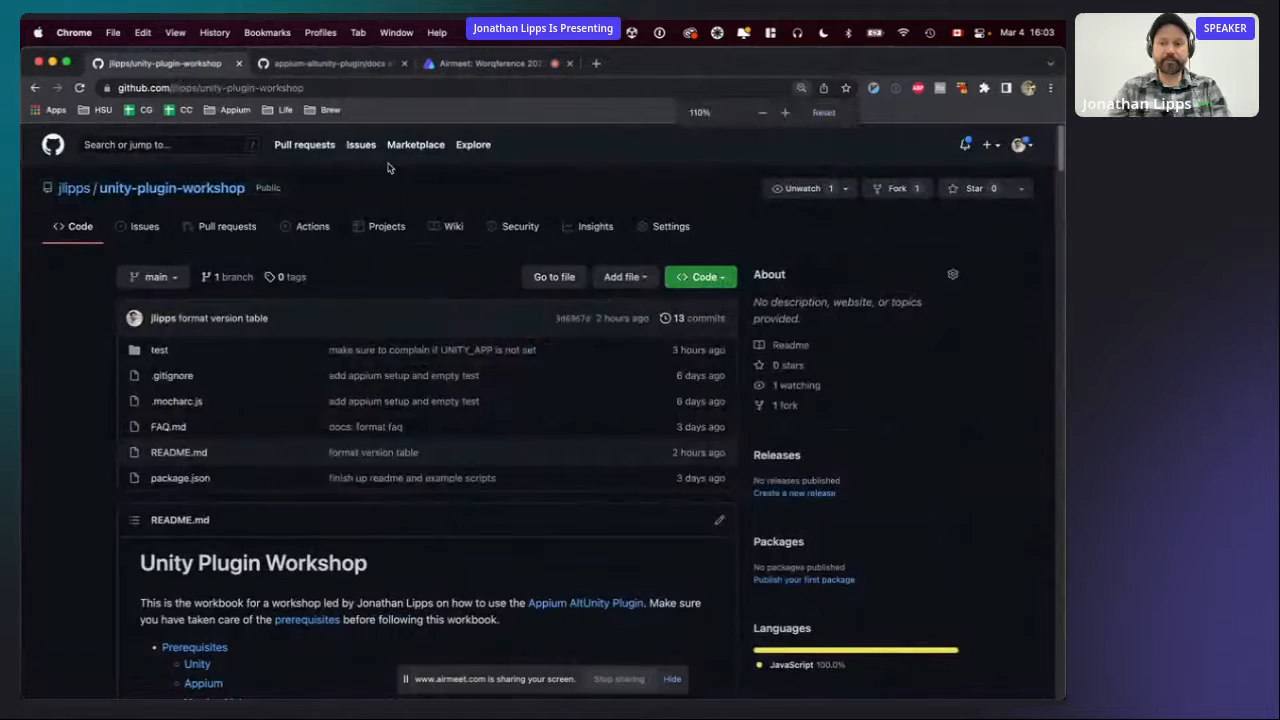 Jonathan Lipps Is Presenting
SPEAKER
Jonathan Lipps
Chrome File Edit View History Bookmarks Profiles Tab Window Help
Mar 4 16:03
jlipps/unity-plugin-workshop
appium-altunity-plugin/docs a
Airmeet: Worqference 202
github.com/jlipps/unity-plugin-workshop
Apps HSU CG CC Appium Life Brew
110% Reset
Search or jump to... /
Pull requests Issues Marketplace Explore
jlipps / unity-plugin-workshop Public
Unwatch 1 Fork 1 Star 0
Code Issues Pull requests Actions Projects Wiki Security Insights Settings
main 1 branch 0 tags Go to file Add file Code
jlipps format version table 3d6967d 2 hours ago 13 commits
test make sure to complain if UNITY_APP is not set 3 hours ago
.gitignore add appium setup and empty test 6 days ago
.mocharc.js add appium setup and empty test 6 days ago
FAQ.md docs: format faq 3 days ago
README.md format version table 2 hours ago
package.json finish up readme and example scripts 3 days ago
README.md
Unity Plugin Workshop
This is the workbook for a workshop led by Jonathan Lipps on how to use the Appium AltUnity Plugin. Make sure
you have taken care of the prerequisites before following this workbook.
Prerequisites
Unity
Appium
About
No description, website, or topics
provided.
Readme
0 stars
1 watching
1 fork
Releases
No releases published
Create a new release
Packages
No packages published
Publish your first package
Languages
JavaScript 100.0%
www.airmeet.com is sharing your screen. Stop sharing Hide